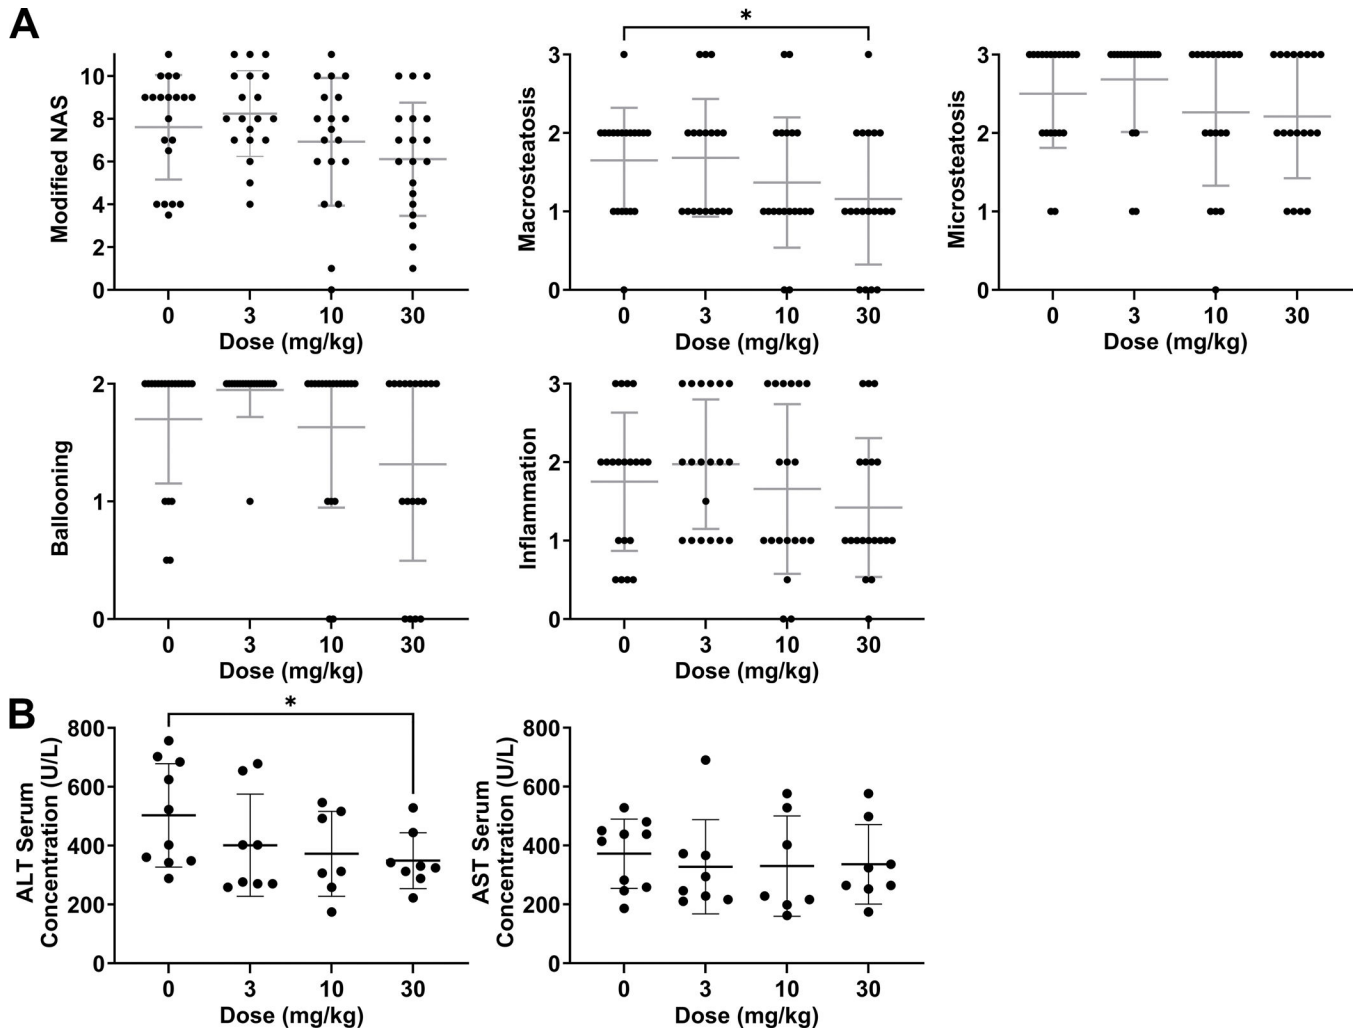 A
Modified NAS
10
8
6
4
2
0
0 3 10 30
Dose (mg/kg)
*
Macrosteatosis
3
2
1
0
0 3 10 30
Dose (mg/kg)
Microsteatosis
3
2
1
0
0 3 10 30
Dose (mg/kg)
Ballooning
2
1
0
0 3 10 30
Dose (mg/kg)
Inflammation
3
2
1
0
0 3 10 30
Dose (mg/kg)
B
*
ALT Serum
Concentration (U/L)
800
600
400
200
0
0 3 10 30
Dose (mg/kg)
AST Serum
Concentration (U/L)
800
600
400
200
0
0 3 10 30
Dose (mg/kg)